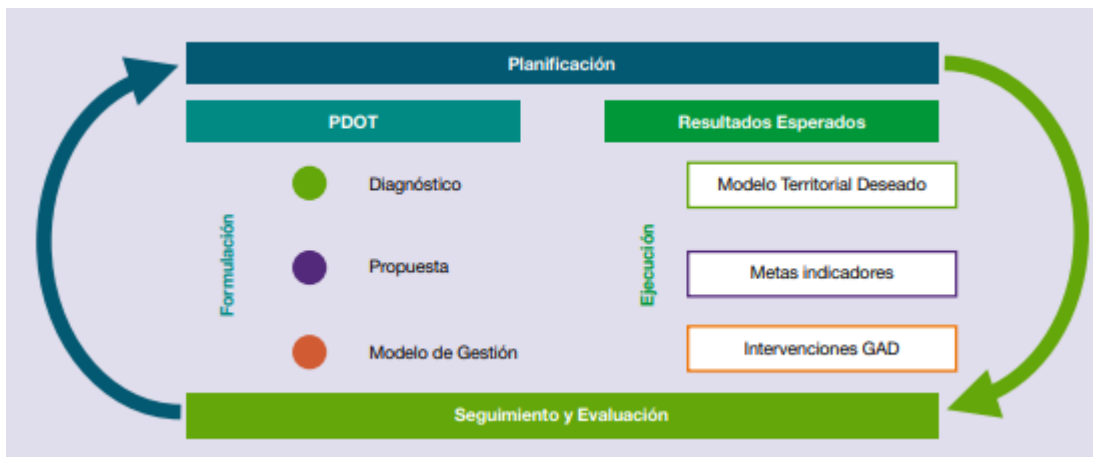 Planificación
PDOT
Resultados Esperados
Formulación
Diagnóstico
Propuesta
Modelo de Gestión
Ejecución
Modelo Territorial Deseado
Metas indicadores
Intervenciones GAD
Seguimiento y Evaluación